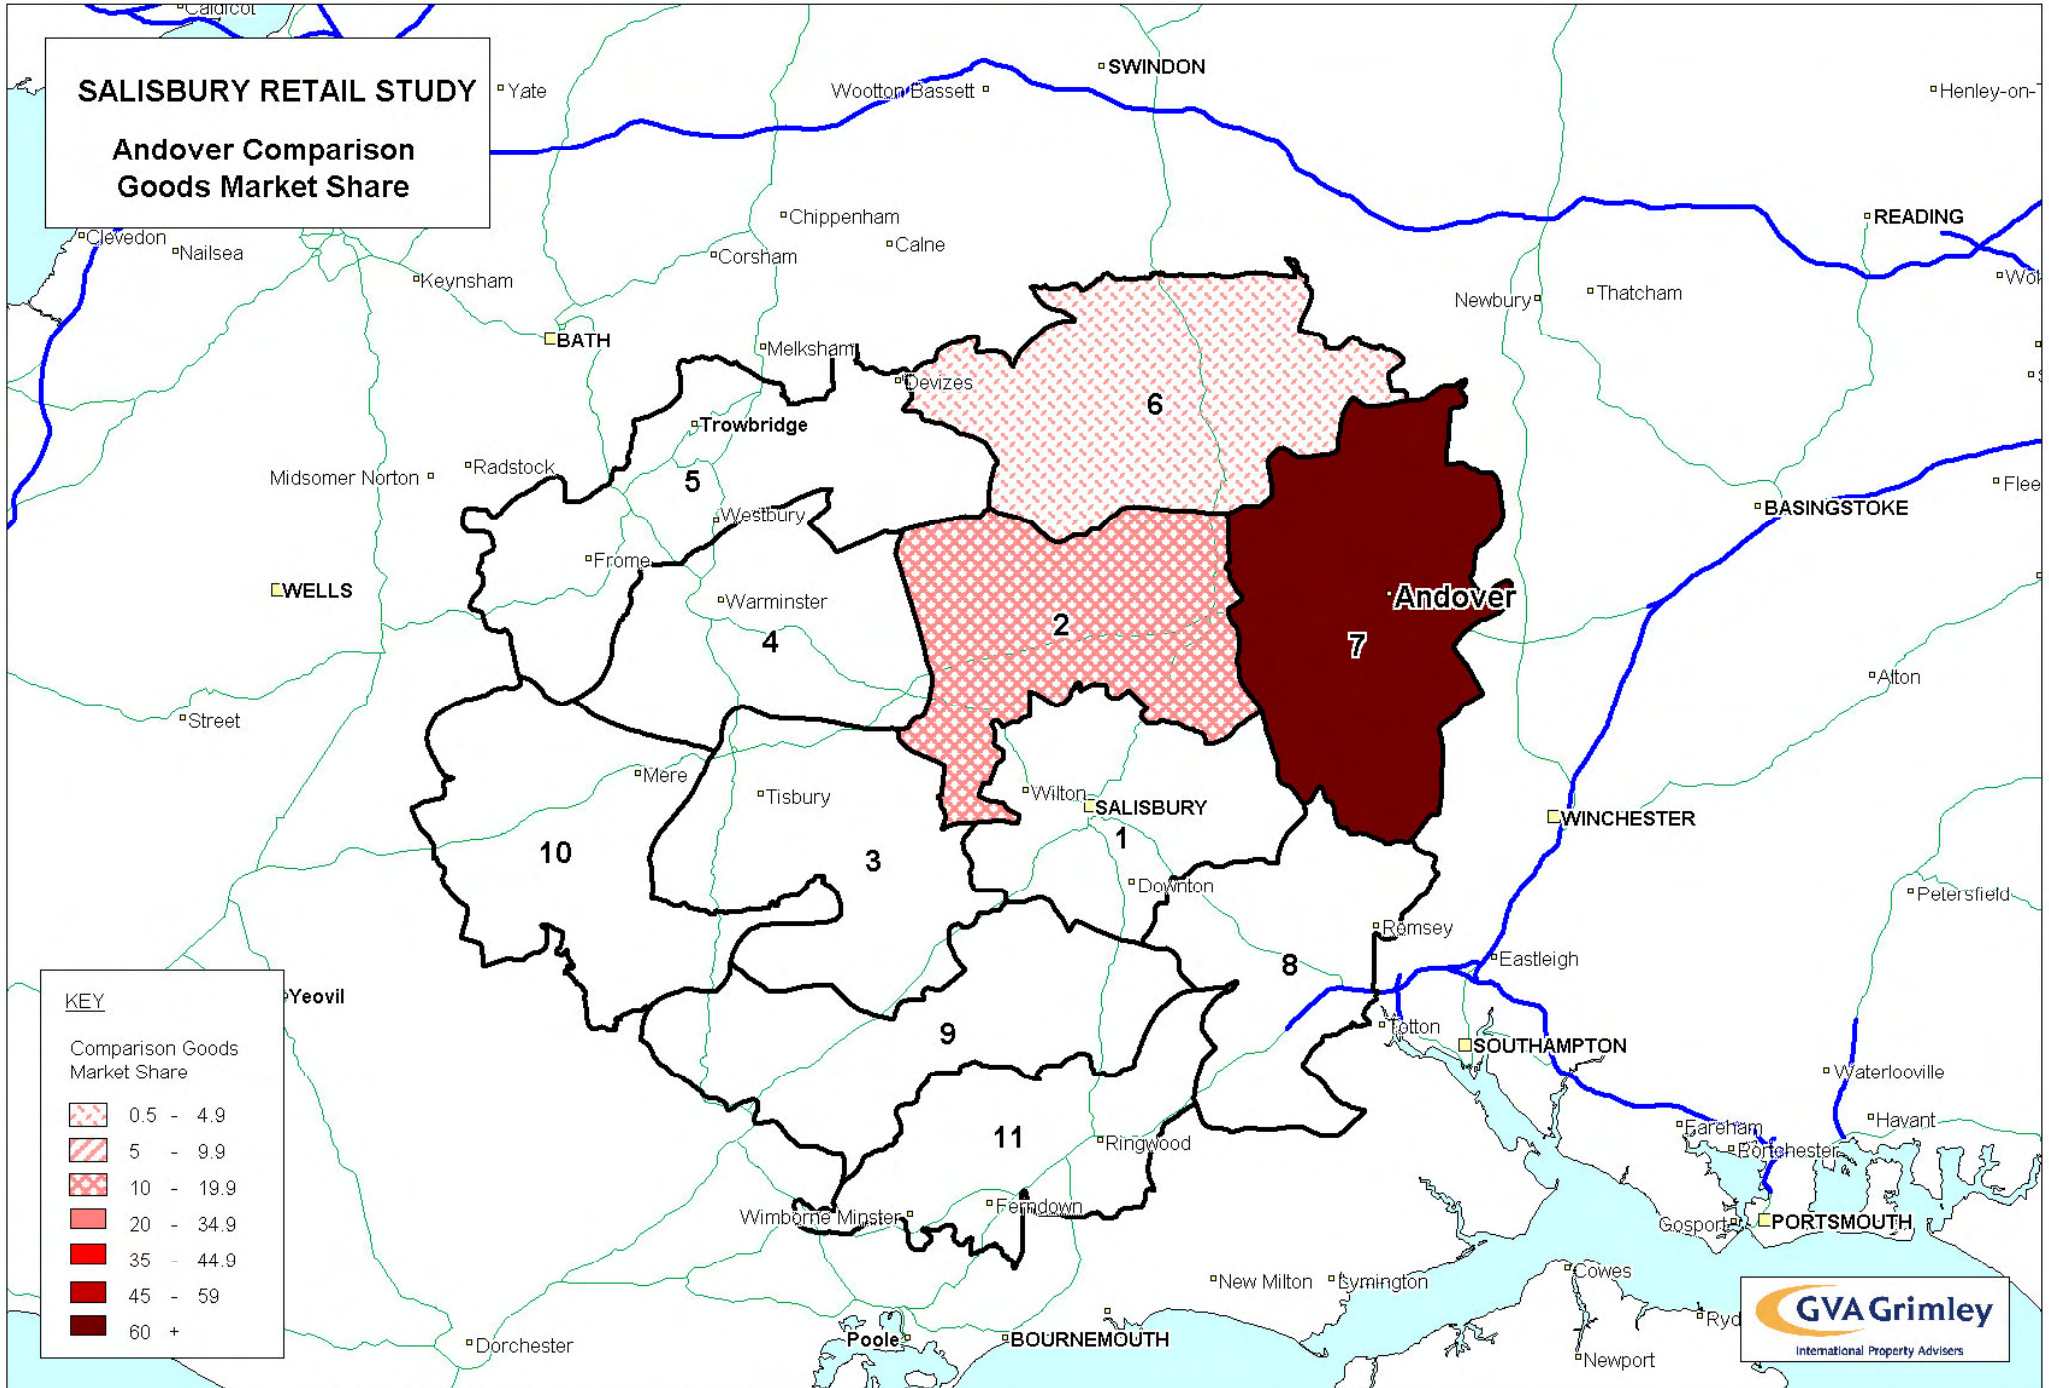 Caldicot
SALISBURY RETAIL STUDY
Andover Comparison
Goods Market Share
Yate
SWINDON
Wootton Bassett
Henley-on-
Chippenham
READING
Clevedon
Nailsea
Calne
Corsham
Keynsham
Newbury
Thatcham
BATH
Melksham
Devizes
6
Trowbridge
Radstock
Midsomer Norton
5
Westbury
BASINGSTOKE
Frome
WELLS
Warminster
Andover
2
4
7
Alton
Street
Mere
Tisbury
Wilton
SALISBURY
WINCHESTER
1
10
3
Downton
Petersfield
Romsey
Eastleigh
8
Yeovil
9
Totton
SOUTHAMPTON
Waterlooville
Havant
Fareham
Portchester
11
Ringwood
Ferndown
Wimborne Minster
Gosport
PORTSMOUTH
Cowes
New Milton
Lymington
Newport
Poole
BOURNEMOUTH
Dorchester
KEY
Comparison Goods
Market Share
0.5 - 4.9
5 - 9.9
10 - 19.9
20 - 34.9
35 - 44.9
45 - 59
60 +
GVA Grimley
International Property Advisers